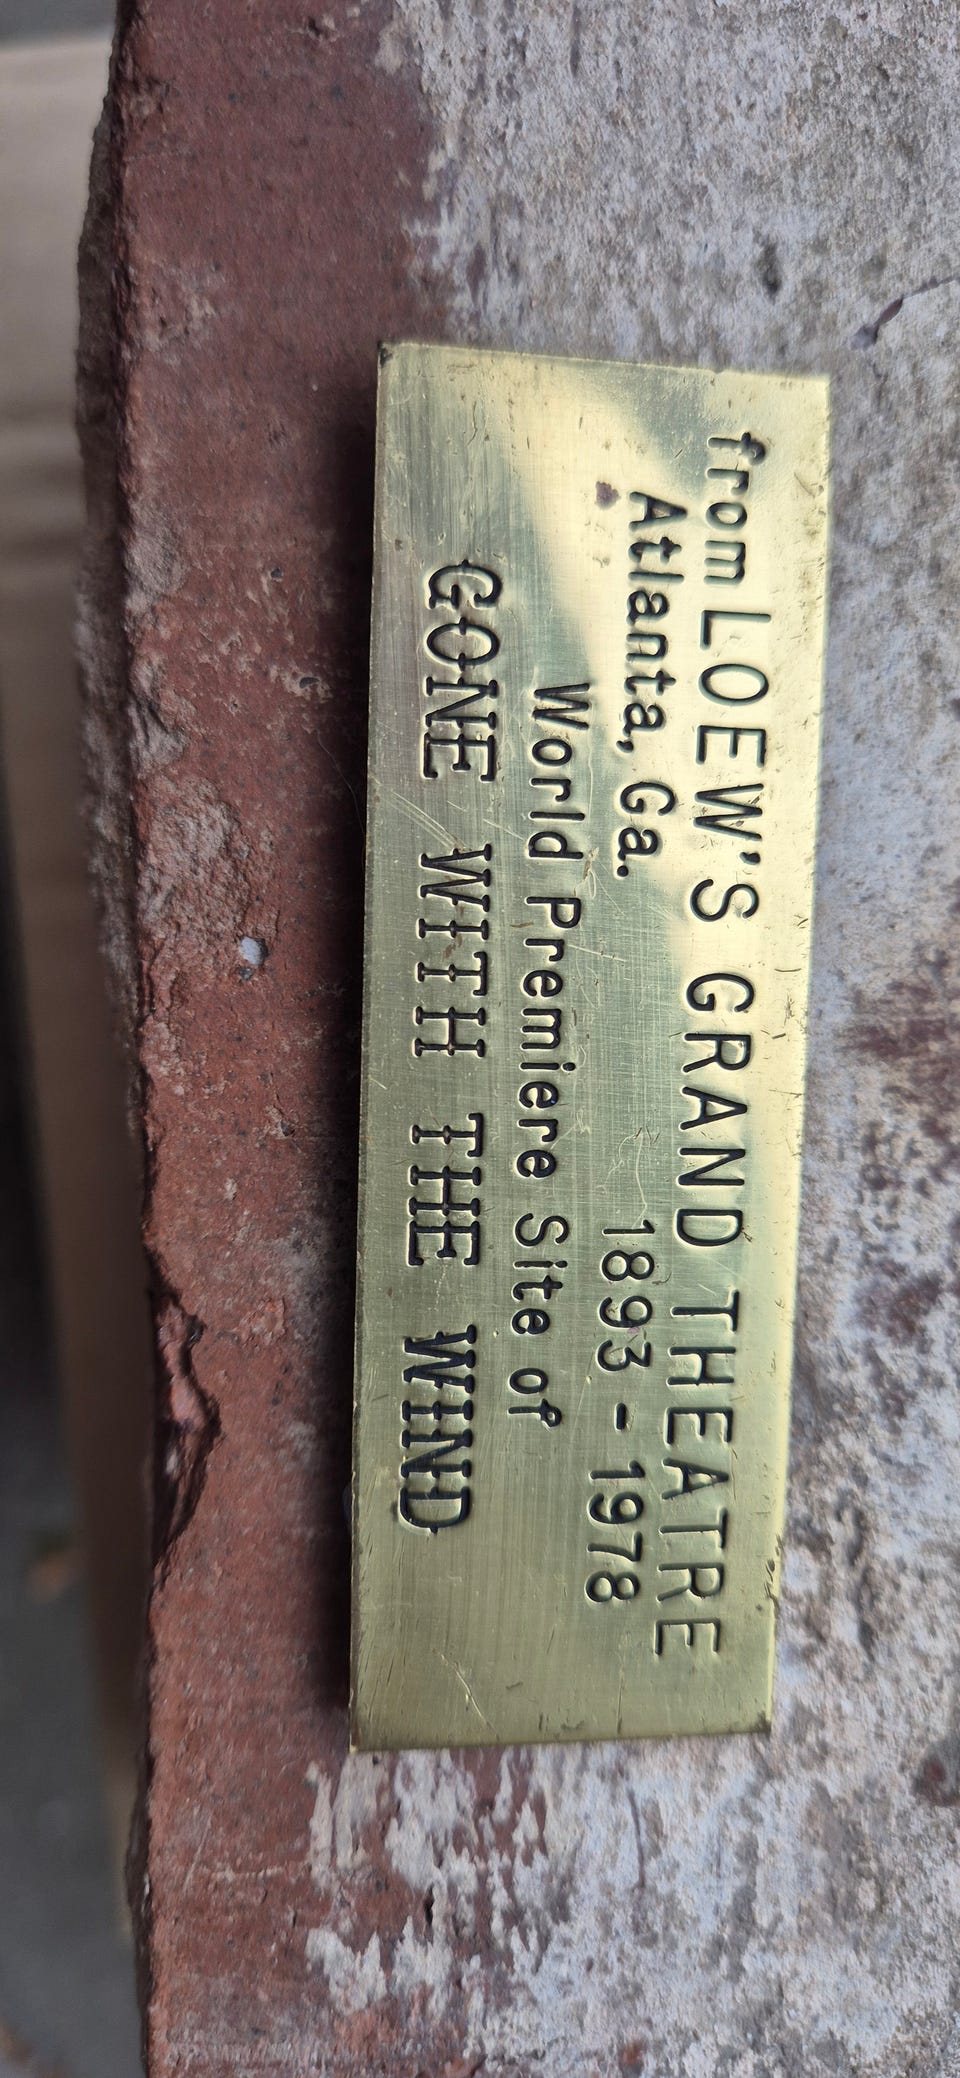 from LOEW'S GRAND THEATRE
Atlanta, Ga. 1893 - 1978
World Premiere Site of
GONE WITH THE WIND